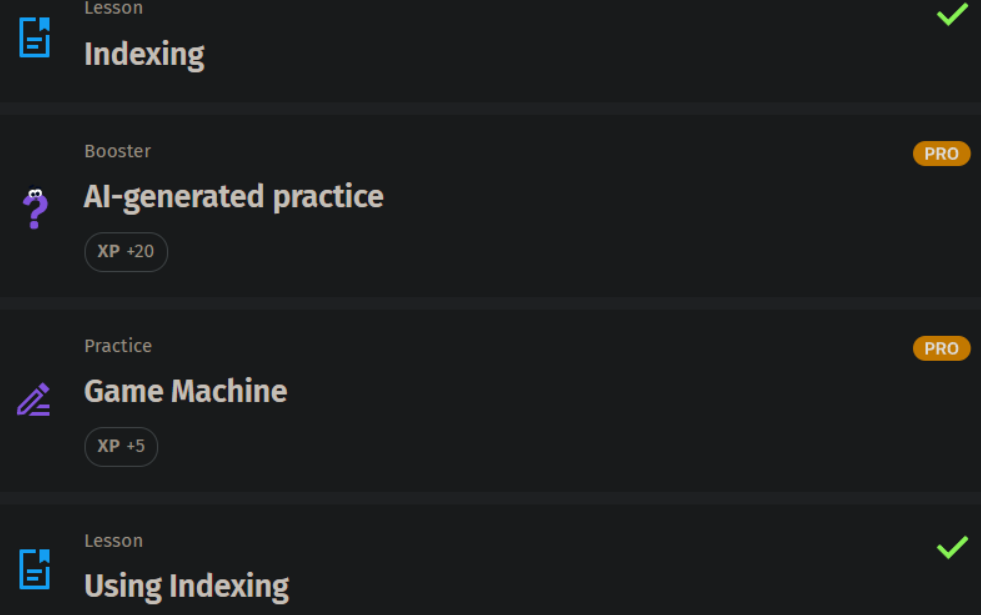 Lesson
Indexing
Booster
PRO
AI-generated practice
XP +20
Practice
PRO
Game Machine
XP +5
Lesson
Using Indexing